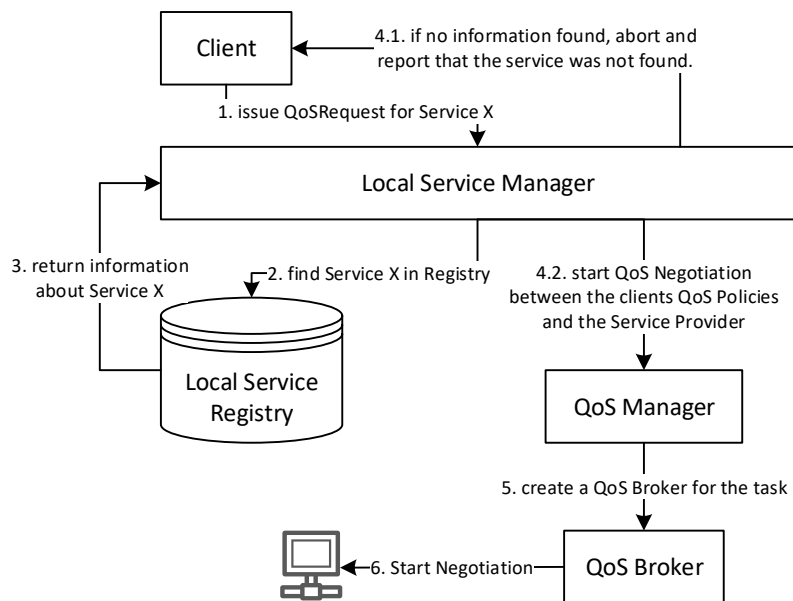 Client
4.1. if no information found, abort and
report that the service was not found.
1. issue QoSRequest for Service X
Local Service Manager
3. return information
about Service X
2. find Service X in Registry
4.2. start QoS Negotiation
between the clients QoS Policies
and the Service Provider
Local Service
Registry
QoS Manager
5. create a QoS Broker for the task
6. Start Negotiation
QoS Broker